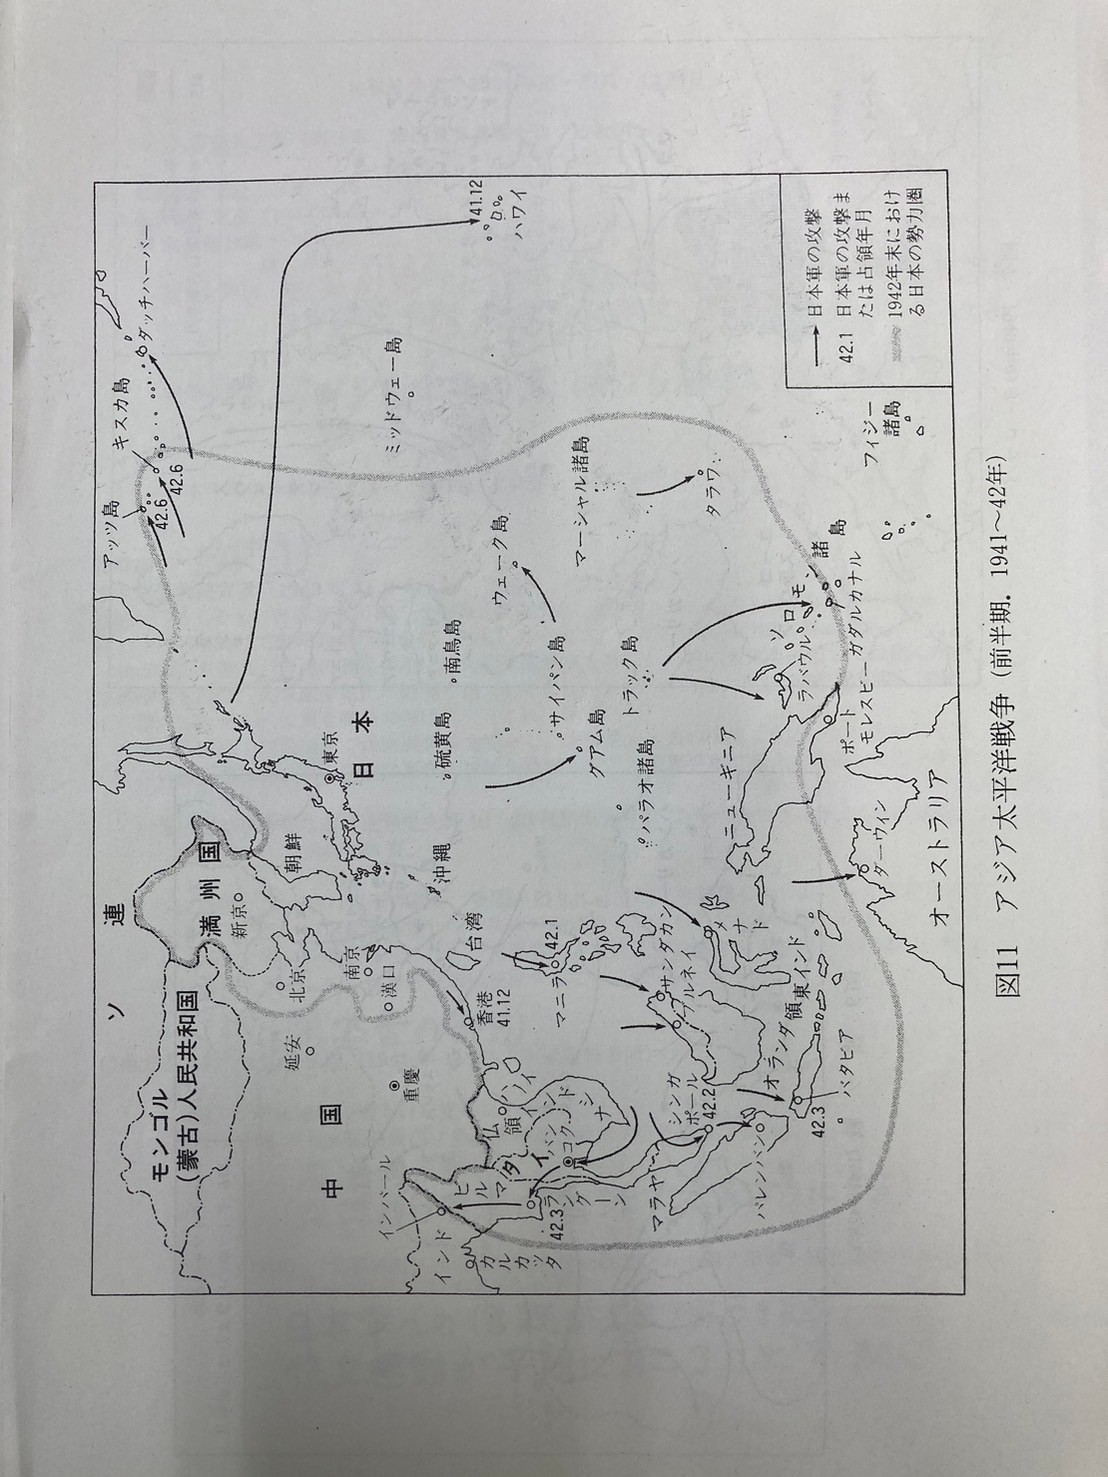 ソ連
モンゴル
(蒙古)人民共和国
満州国
新京
朝鮮
日本
東京
北京
延安
南京
漢口
中国
重慶
沖縄
台湾
香港
41.12
硫黄島
南鳥島
アッツ島
キスカ島
42.6
42.6
ダッチハーバー
41.12
ハワイ
ミッドウェー島
ウェーク島
マーシャル諸島
タラワ
サイパン島
グアム島
トラック島
パラオ諸島
インパール
インド
カルカッタ
ビルマ
42.3
ラングーン
タイ
バンコク
仏領インドシナ
ハノイ
マニラ
42.1
サンダカン
ブルネイ
メナド
マラヤ
シンガポール
42.2
パレンバン
オランダ領東インド
42.3
バタビア
ニューギニア
ラバウル
ソロモン諸島
ガダルカナル
ポート
モレスビー
ダーウィン
オーストラリア
フィジー
諸島
日本軍の攻撃
42.1 日本軍の攻撃ま
たは占領年月
1942年末におけ
る日本の勢力圏
図11 アジア太平洋戦争(前半期．1941〜42年)